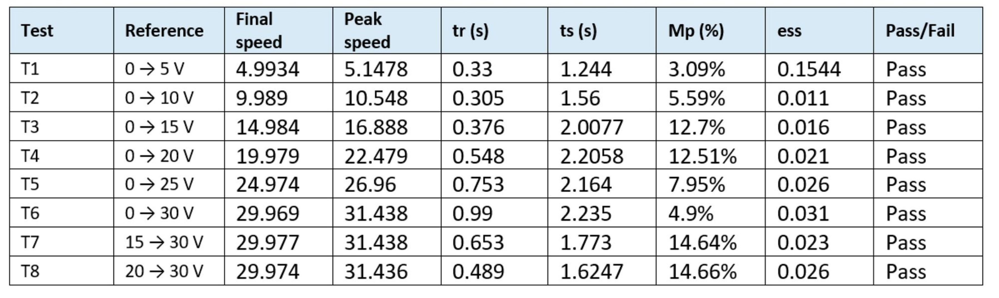 Test Reference Final speed Peak speed tr (s) ts (s) Mp (%) ess Pass/Fail
T1 0 → 5 V 4.9934 5.1478 0.33 1.244 3.09% 0.1544 Pass
T2 0 → 10 V 9.989 10.548 0.305 1.56 5.59% 0.011 Pass
T3 0 → 15 V 14.984 16.888 0.376 2.0077 12.7% 0.016 Pass
T4 0 → 20 V 19.979 22.479 0.548 2.2058 12.51% 0.021 Pass
T5 0 → 25 V 24.974 26.96 0.753 2.164 7.95% 0.026 Pass
T6 0 → 30 V 29.969 31.438 0.99 2.235 4.9% 0.031 Pass
T7 15 → 30 V 29.977 31.438 0.653 1.773 14.64% 0.023 Pass
T8 20 → 30 V 29.974 31.436 0.489 1.6247 14.66% 0.026 Pass